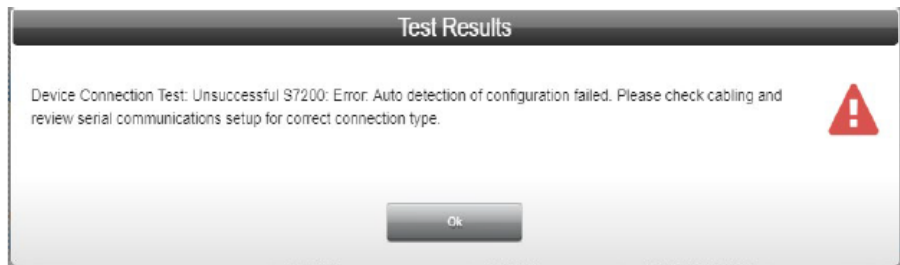 Test Results
Device Connection Test: Unsuccessful S7200: Error: Auto detection of configuration failed. Please check cabling and
review serial communications setup for correct connection type.
Ok